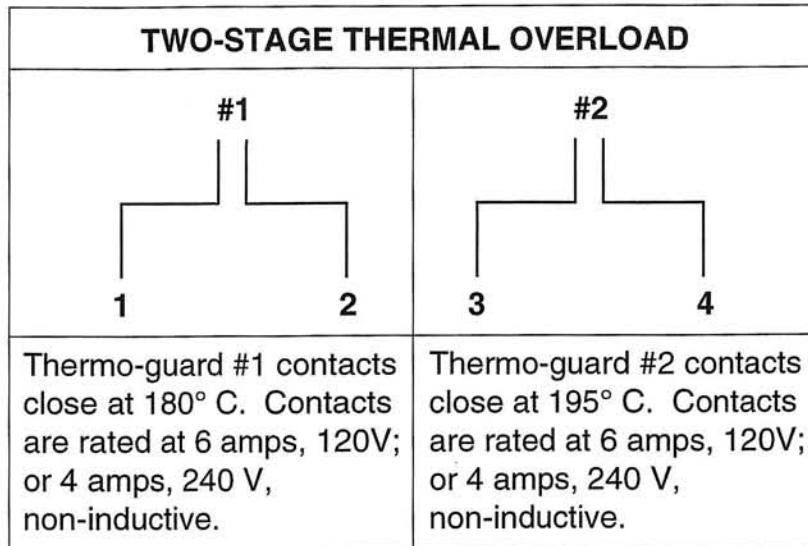 TWO-STAGE THERMAL OVERLOAD
#1
1 2
Thermo-guard #1 contacts
close at 180° C. Contacts
are rated at 6 amps, 120V;
or 4 amps, 240 V,
non-inductive.
#2
3 4
Thermo-guard #2 contacts
close at 195° C. Contacts
are rated at 6 amps, 120V;
or 4 amps, 240 V,
non-inductive.